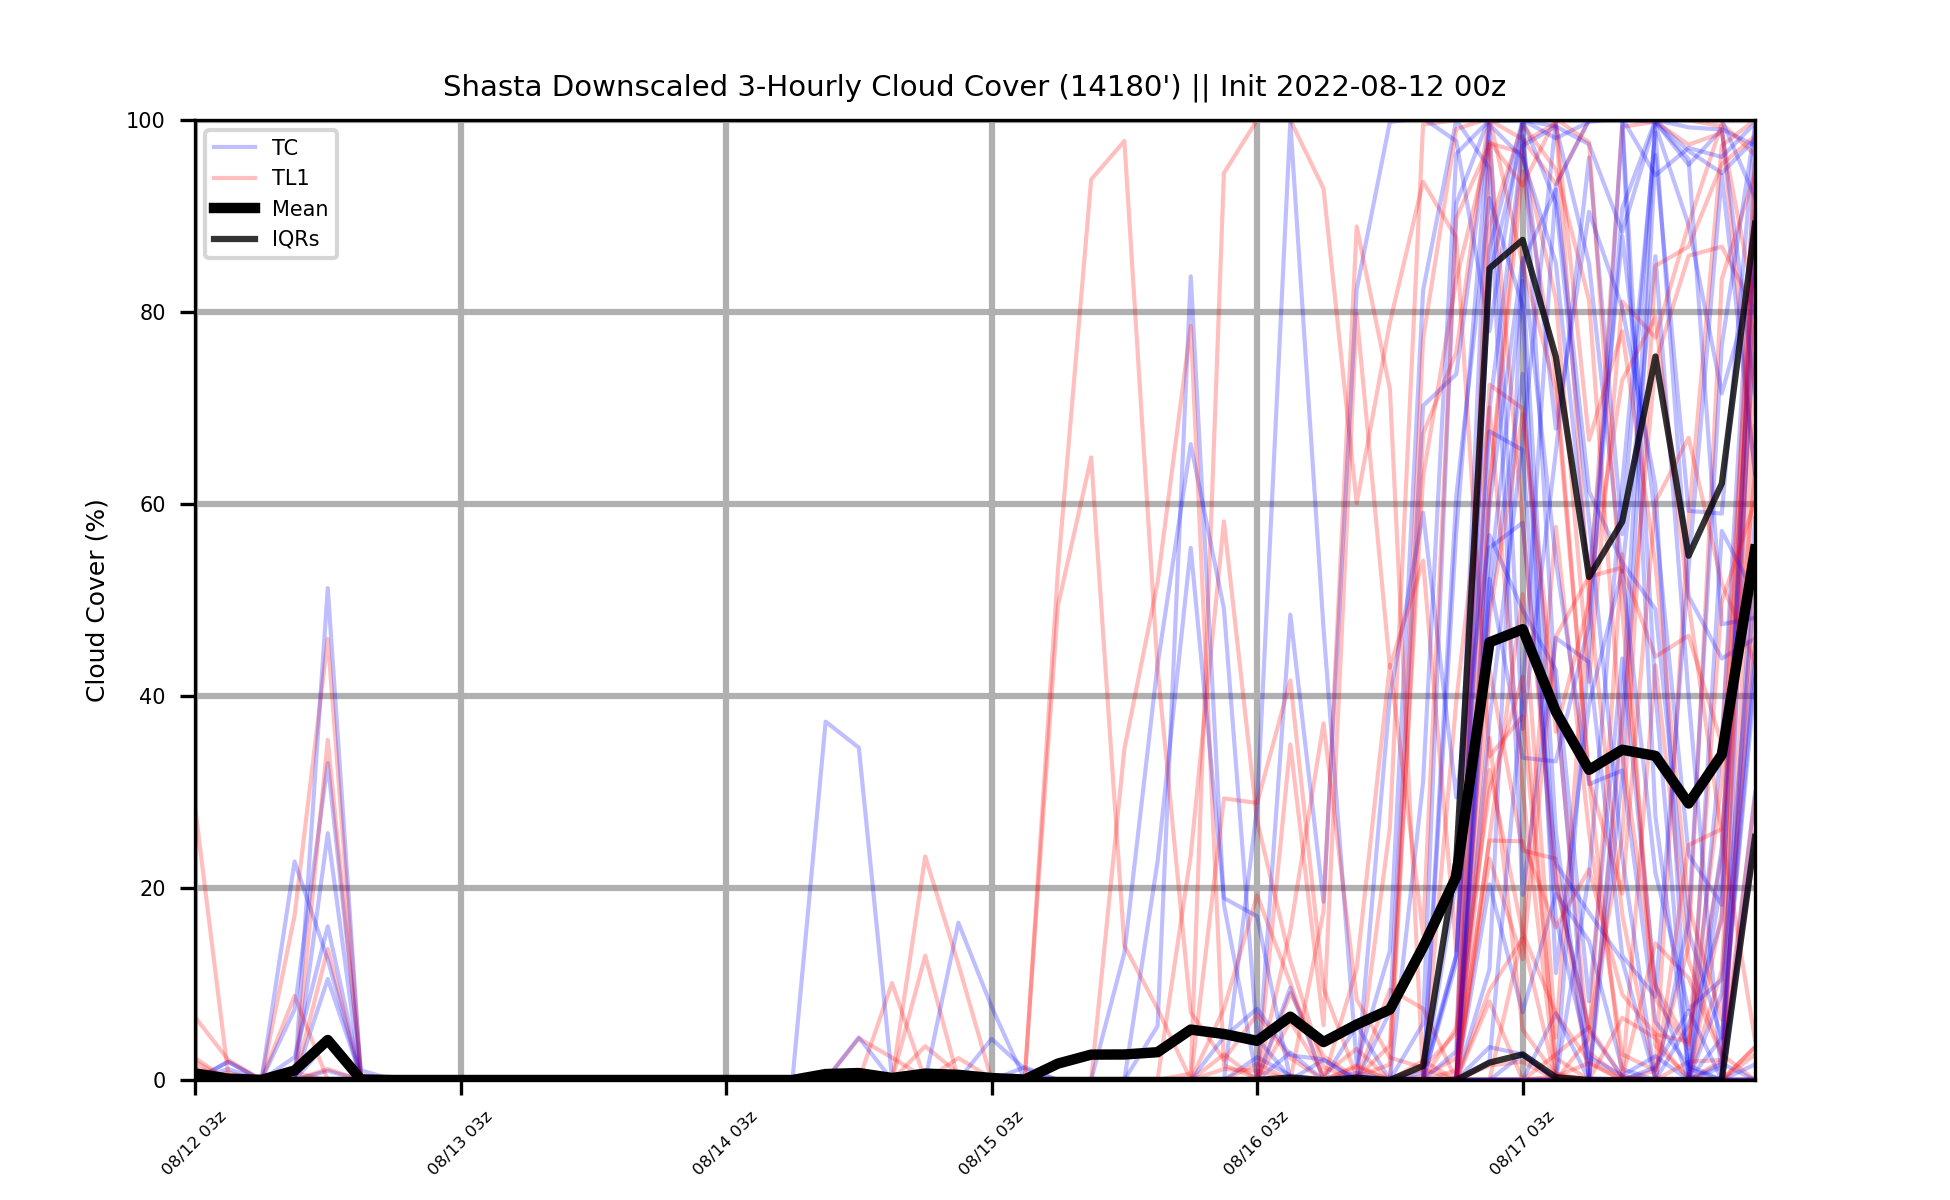 Shasta Downscaled 3-Hourly Cloud Cover (14180') || Init 2022-08-12 00z
100
80
60
40
20
0
Cloud Cover (%)
TC
TL1
Mean
IQRs
08/12 03z
08/13 03z
08/14 03z
08/15 03z
08/16 03z
08/17 03z